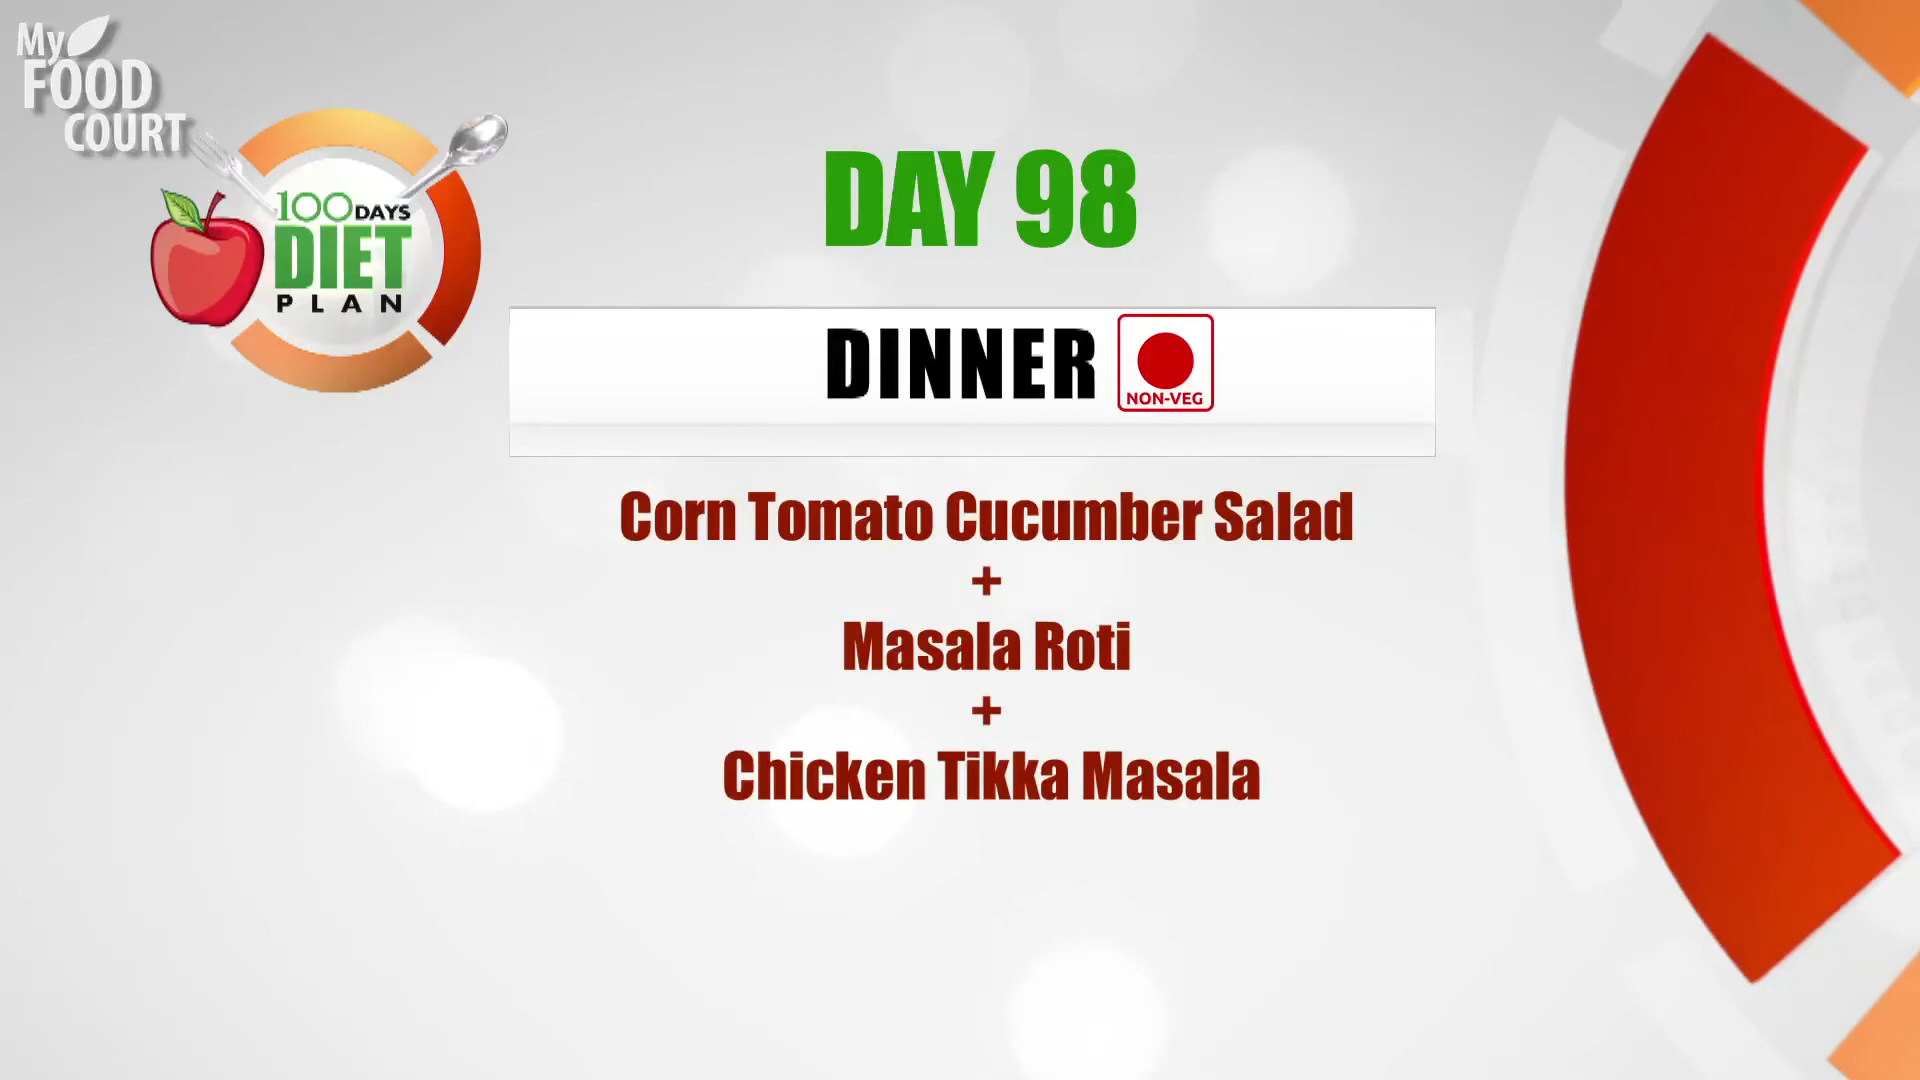 My
FOOD
COURT
100 DAYS
DIET
PLAN
DAY 98
DINNER
NON-VEG
Corn Tomato Cucumber Salad
+
Masala Roti
+
Chicken Tikka Masala